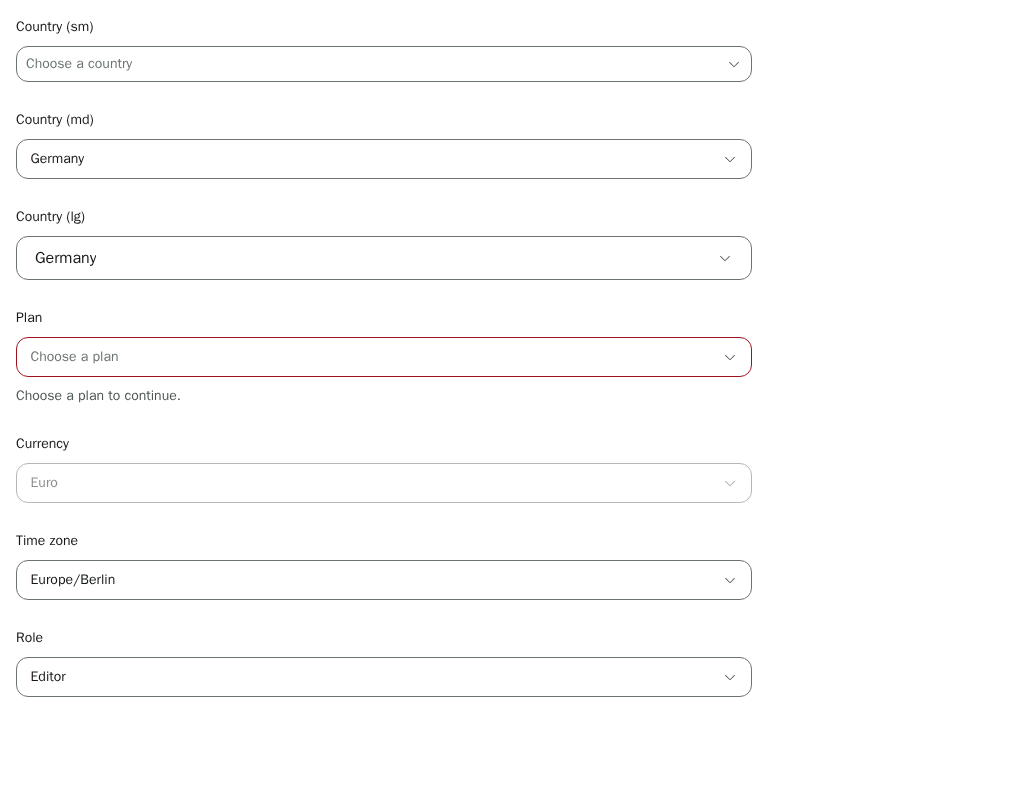 Country (sm)
Choose a country
Country (md)
Germany
Country (lg)
Germany
Plan
Choose a plan
Choose a plan to continue.
Currency
Euro
Time zone
Europe/Berlin
Role
Editor